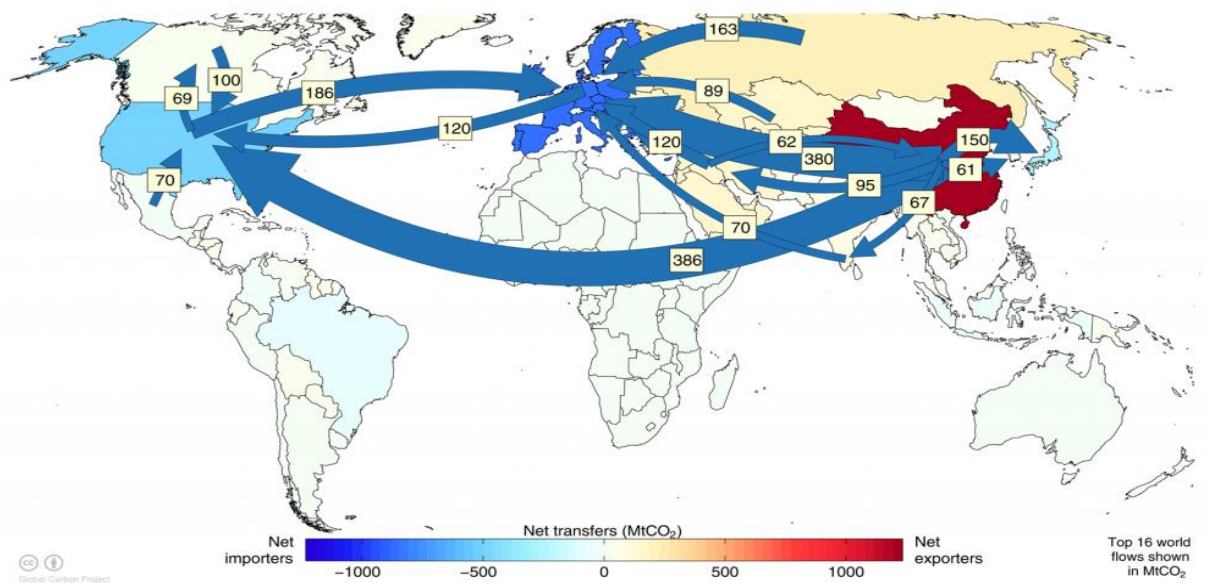 163
100
186
89
69
120
120
62
150
380
61
70
95
67
70
386
Net transfers (MtCO₂)
Net
importers
Net
exporters
−1000
−500
0
500
1000
Top 16 world
flows shown
in MtCO₂
cc
Global Carbon Project